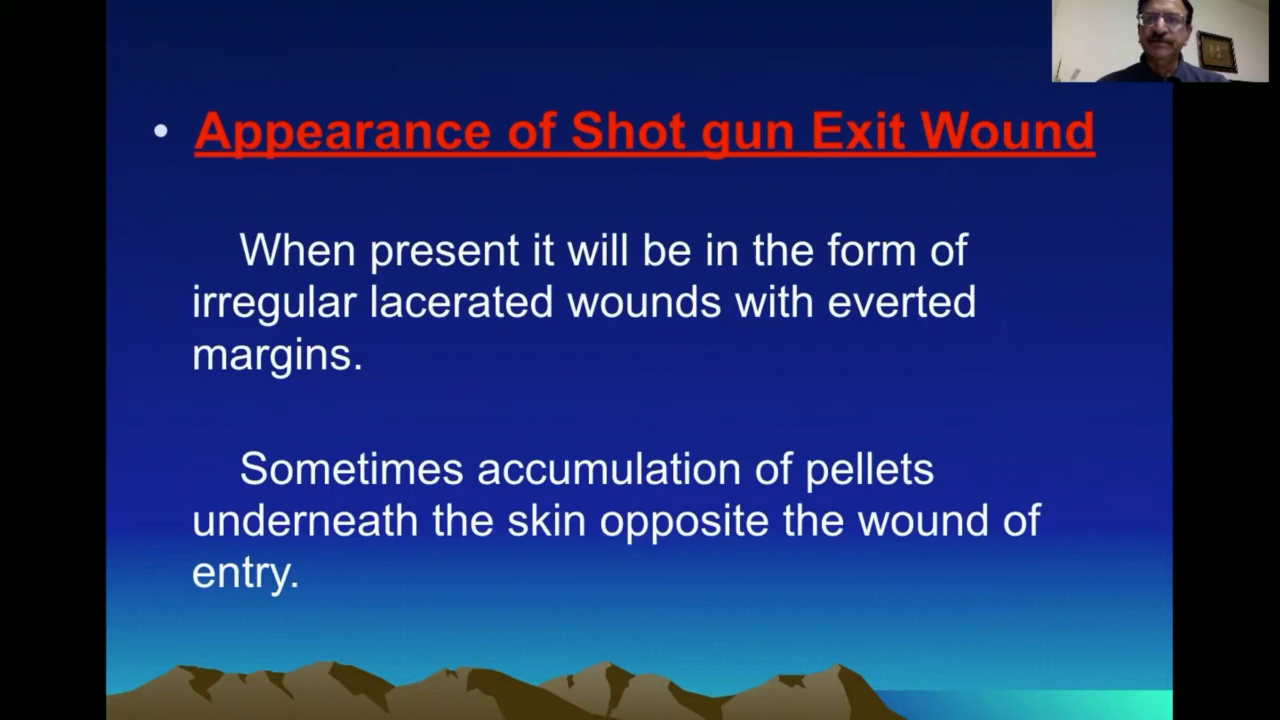 • Appearance of Shot gun Exit Wound
When present it will be in the form of
irregular lacerated wounds with everted
margins.
Sometimes accumulation of pellets
underneath the skin opposite the wound of
entry.